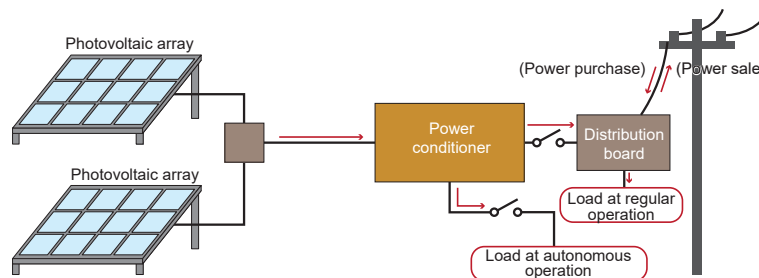 Photovoltaic array
(Power purchase)
(Power sale
Power
conditioner
Distribution
board
Photovoltaic array
Load at regular
operation
Load at autonomous
operation